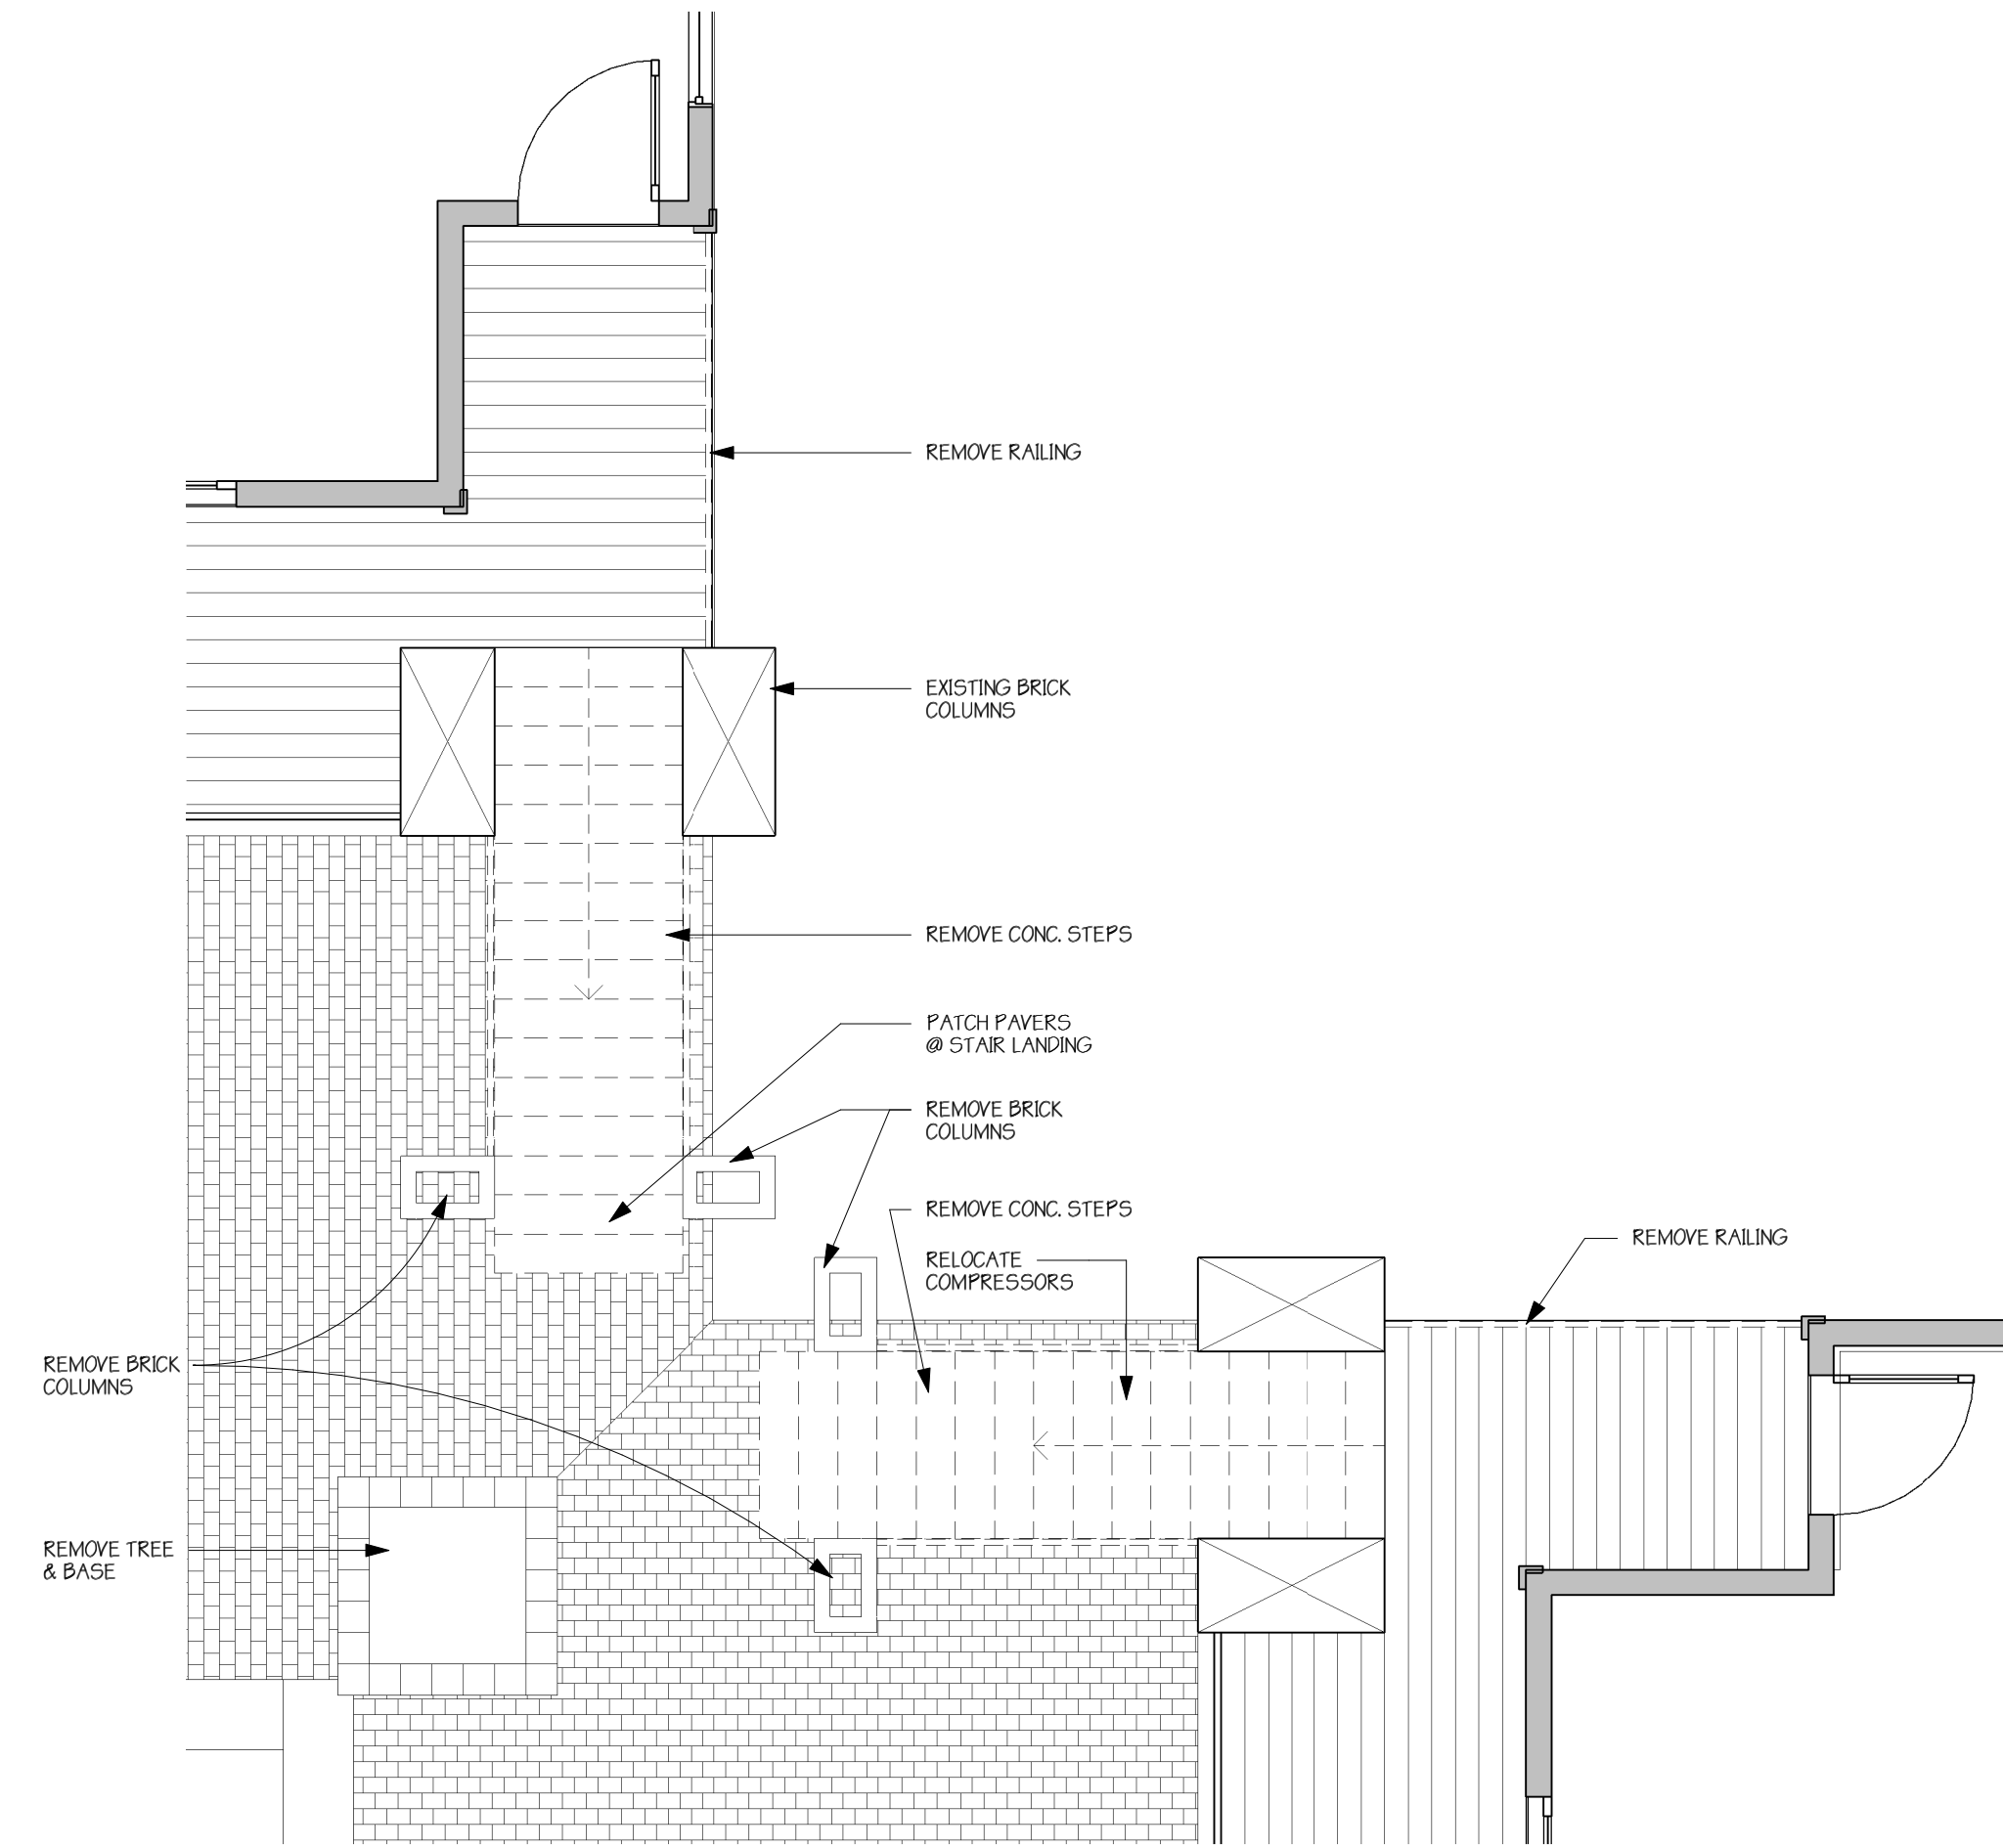 REMOVE RAILING
EXISTING BRICK
COLUMNS
REMOVE CONC. STEPS
PATCH PAVERS
@ STAIR LANDING
REMOVE BRICK
COLUMNS
REMOVE CONC. STEPS
RELOCATE
COMPRESSORS
REMOVE RAILING
REMOVE BRICK
COLUMNS
REMOVE TREE
& BASE